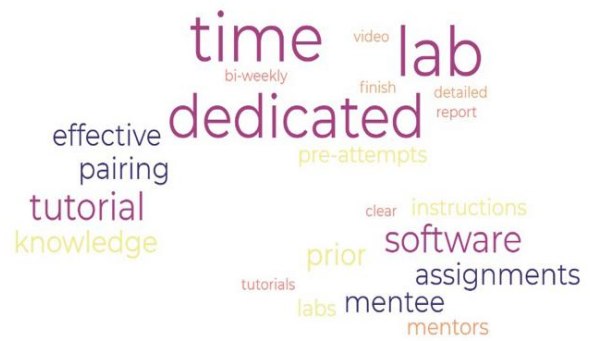 time
video
lab
bi-weekly
finish
detailed
dedicated
report
effective
pre-attempts
pairing
tutorial
clear
instructions
knowledge
prior
software
tutorials
assignments
labs
mentee
mentors